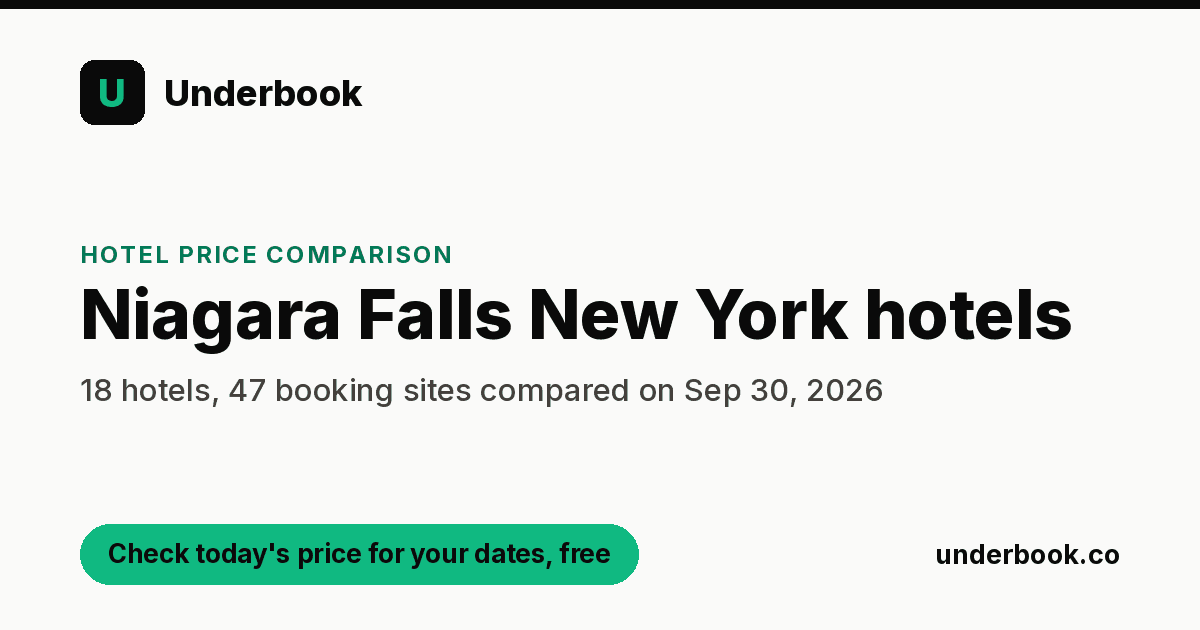 U Underbook
HOTEL PRICE COMPARISON
Niagara Falls New York hotels
18 hotels, 47 booking sites compared on Sep 30, 2026
Check today's price for your dates, free
underbook.co